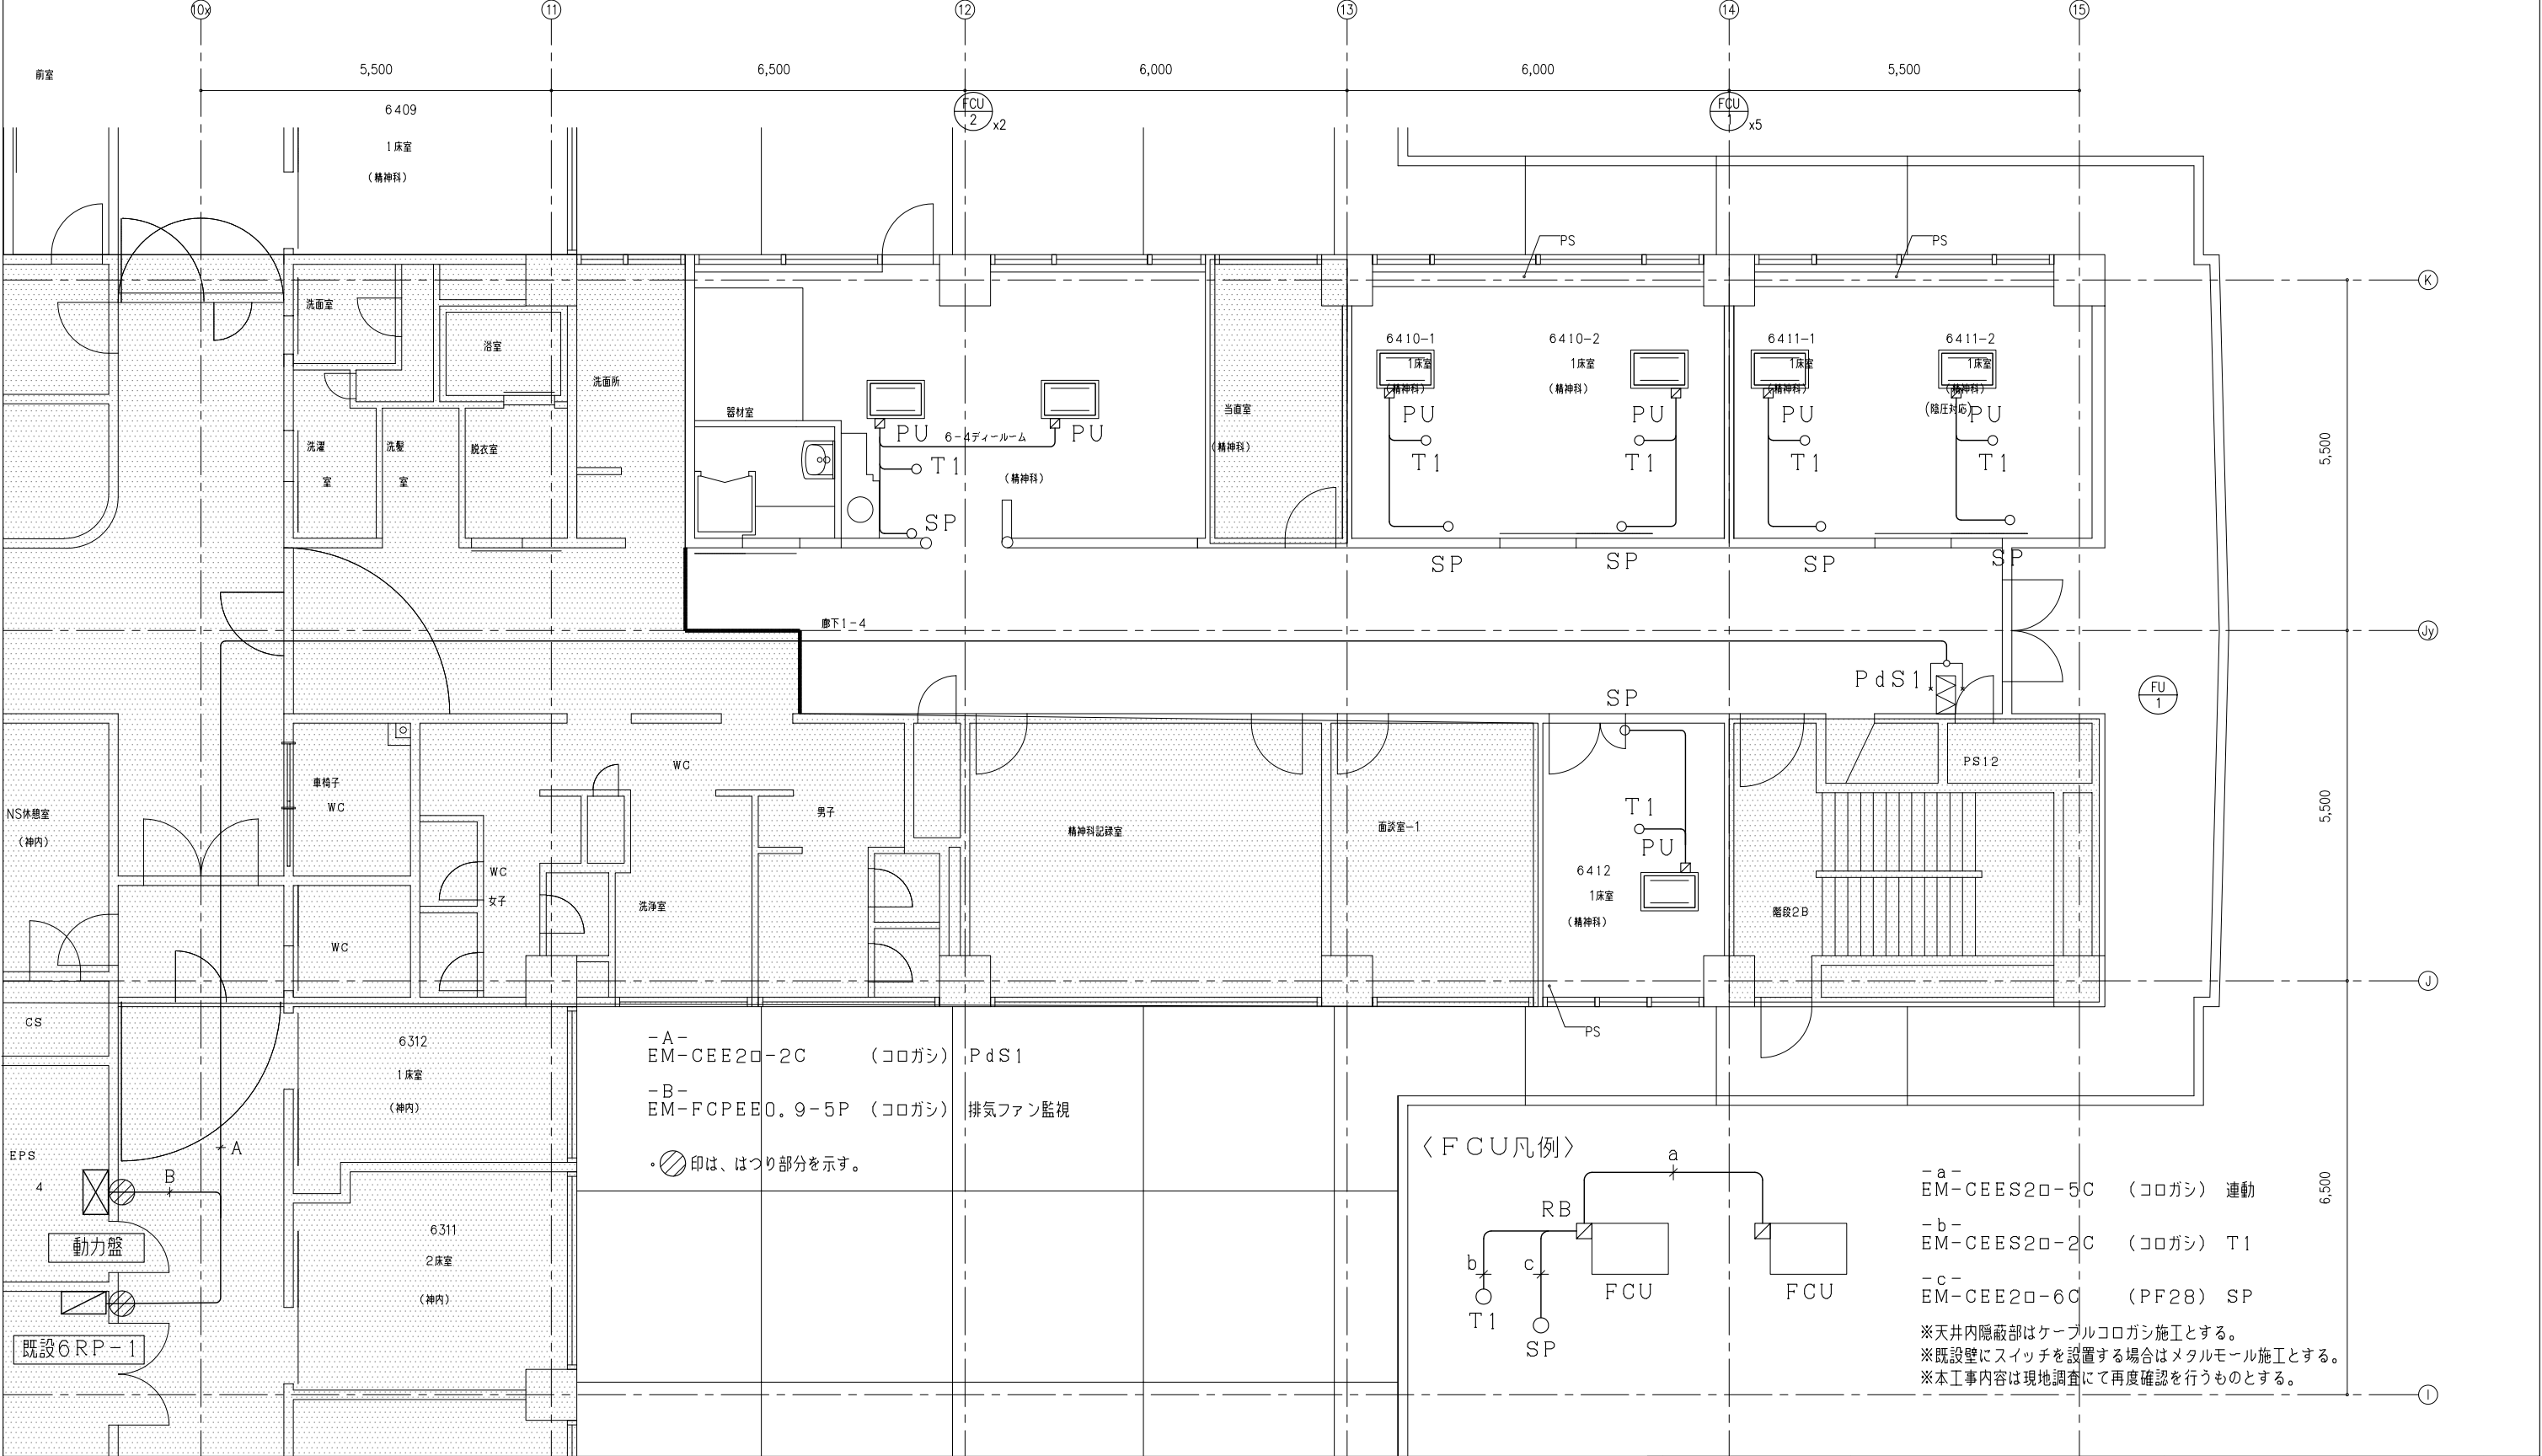 10x
11
12
13
14
15
前室
5,500
6,500
6,000
6,000
5,500
6409
1床室
(精神科)
FCU
2
x2
FCU
1
x5
PS
PS
K
洗面室
浴室
洗面所
器材室
洗濯
室
洗髪
室
脱衣室
PU
PU
6-4ディールーム
T1
(精神科)
SP
当直室
(精神科)
6410-1
1床室
(精神科)
PU
T1
SP
6410-2
1床室
(精神科)
PU
T1
SP
6411-1
1床室
(精神科)
PU
T1
SP
6411-2
1床室
(精神科)
(陰圧対応)
PU
T1
SP
5,500
廊下1-4
Jy
PdS1
SP
FU
1
WC
PS12
車椅子
WC
NS休憩室
(神内)
男子
精神科記録室
面談室-1
T1
PU
6412
1床室
(精神科)
5,500
WC
女子
洗浄室
階段2B
WC
J
CS
6312
1床室
(神内)
PS
-A-
EM-CEE2□-2C (コロガシ) PdS1
-B-
EM-FCPEE0.9-5P (コロガシ) 排気ファン監視
・印は、はつり部分を示す。
EPS
4
A
B
動力盤
6311
2床室
(神内)
既設6RP-1
〈FCU凡例〉
a
RB
b
c
FCU
FCU
T1
SP
-a-
EM-CEES2□-5C (コロガシ) 連動
-b-
EM-CEES2□-2C (コロガシ) T1
-c-
EM-CEE2□-6C (PF28) SP
※天井内隠蔽部はケーブルコロガシ施工とする。
※既設壁にスイッチを設置する場合はメタルモール施工とする。
※本工事内容は現地調査にて再度確認を行うものとする。
6,500
I